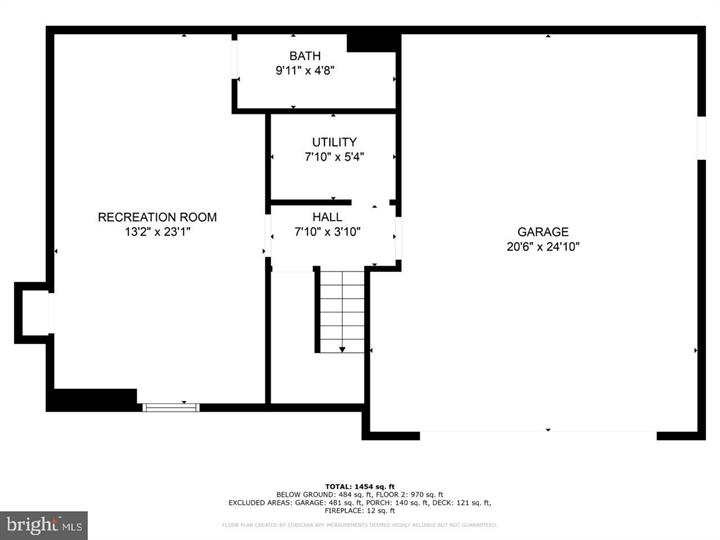 BATH
9'11" x 4'8"
UTILITY
7'10" x 5'4"
RECREATION ROOM
13'2" x 23'1"
HALL
7'10" x 3'10"
GARAGE
20'6" x 24'10"
TOTAL: 1454 sq. ft
BELOW GROUND: 484 sq. ft, FLOOR 2: 970 sq. ft
EXCLUDED AREAS: GARAGE: 481 sq. ft, PORCH: 140 sq. ft, DECK: 121 sq. ft,
FIREPLACE: 12 sq. ft
FLOOR PLAN CREATED BY CUBICASA APP. MEASUREMENTS DEEMED HIGHLY RELIABLE BUT NOT GUARANTEED.
bright MLS